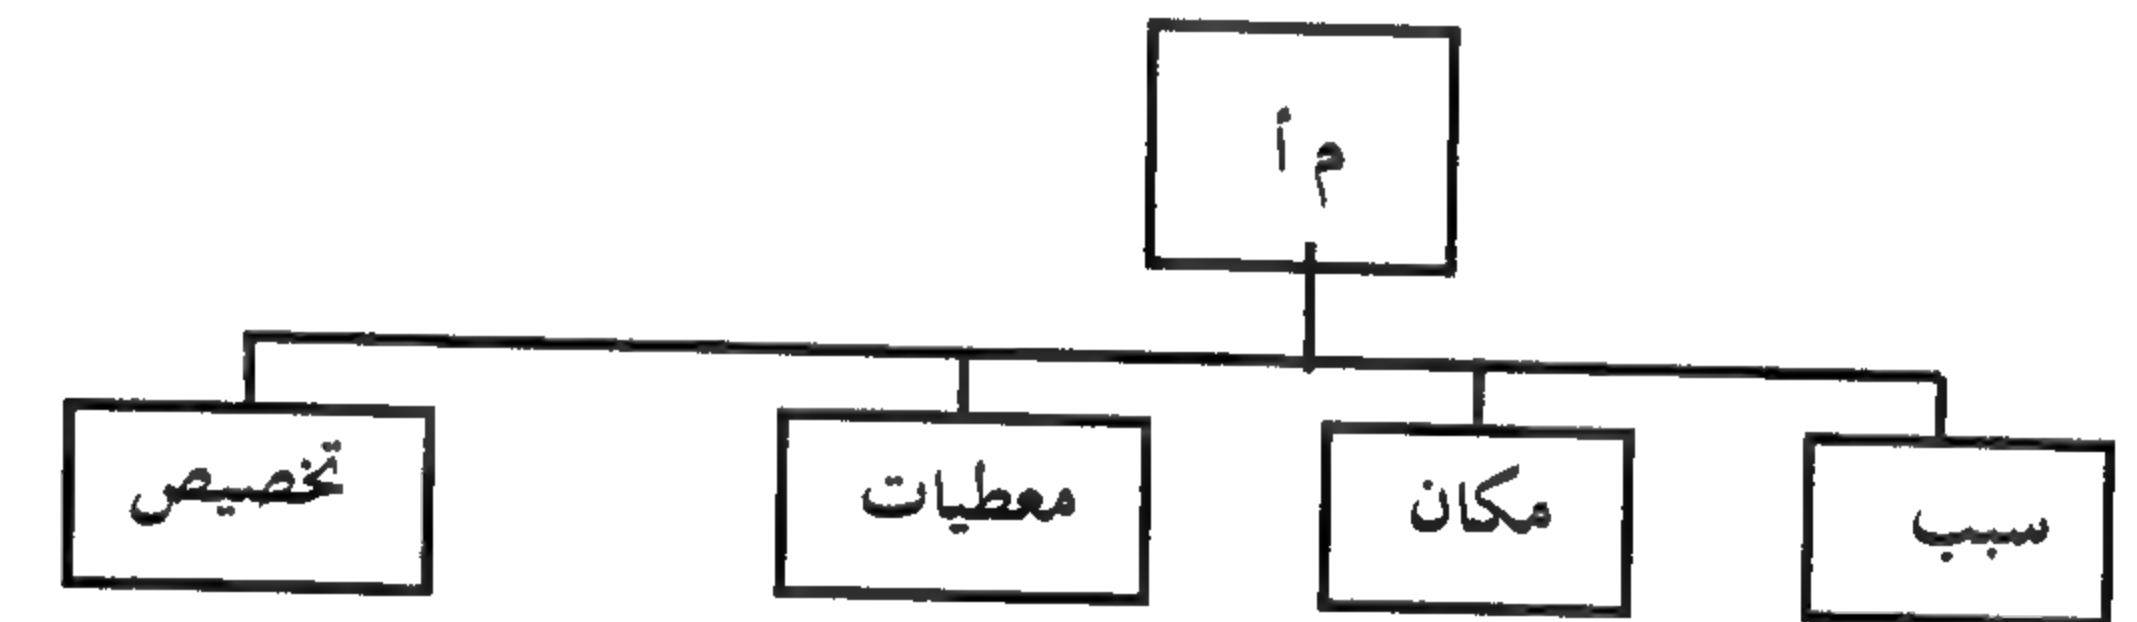 م أ
سبب
مكان
معطيات
تخصيص